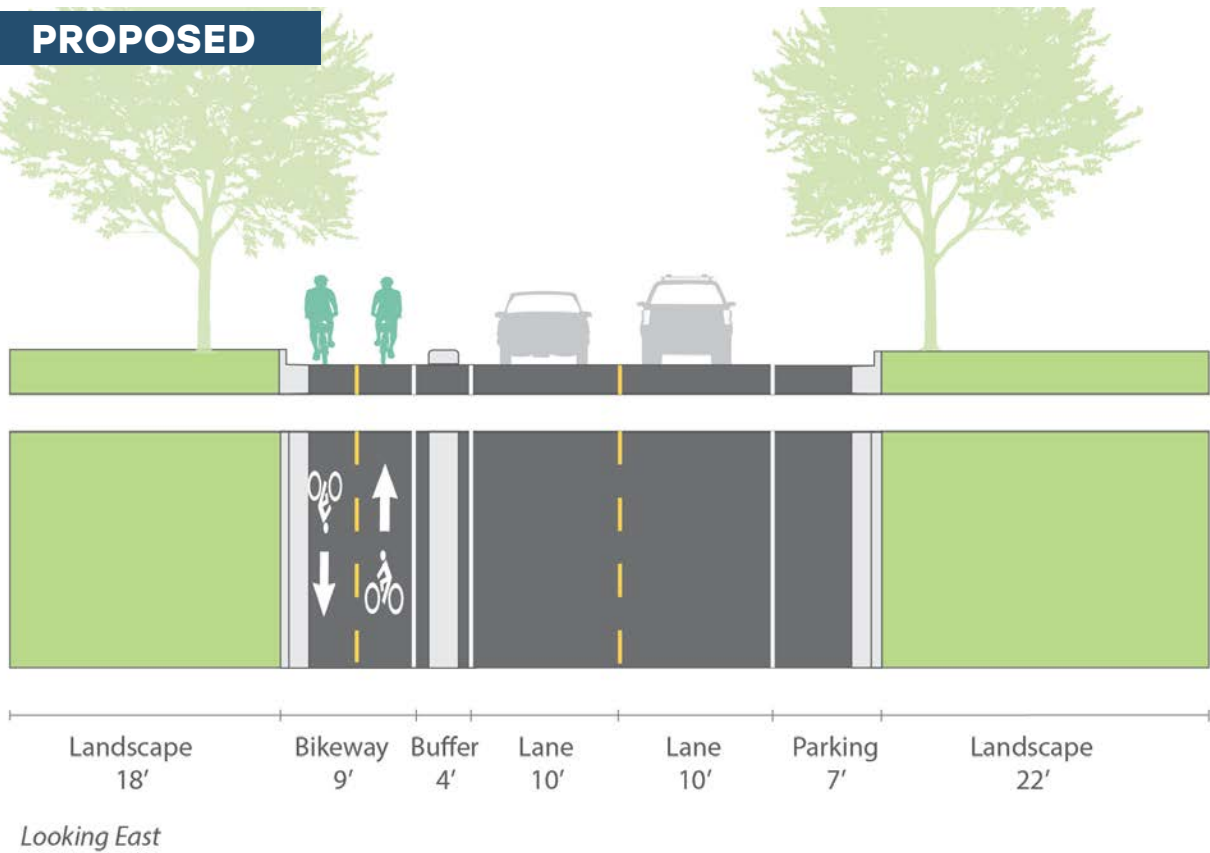 PROPOSED
Landscape Bikeway Buffer Lane Lane Parking Landscape
18′ 9′ 4′ 10′ 10′ 7′ 22′
Looking East